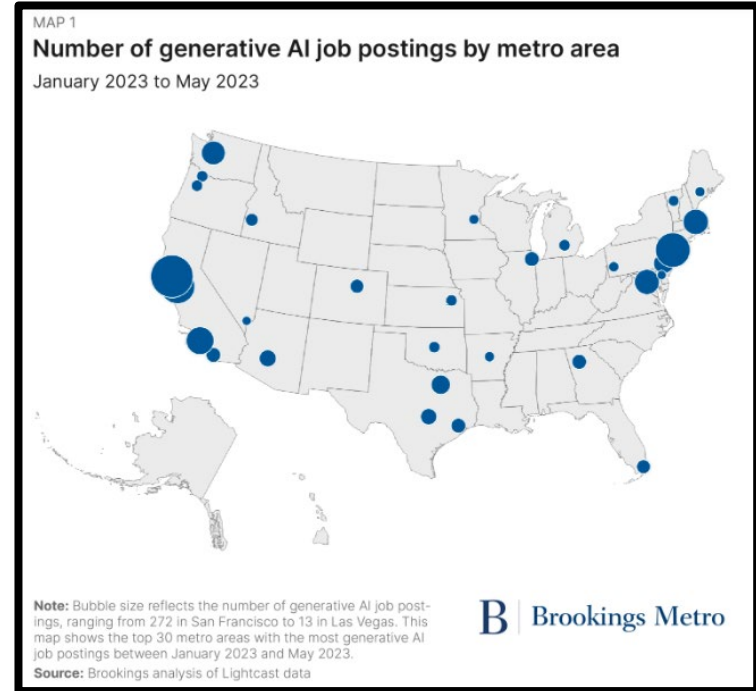 MAP 1
Number of generative AI job postings by metro area
January 2023 to May 2023
Note: Bubble size reflects the number of generative AI job post-
ings, ranging from 272 in San Francisco to 13 in Las Vegas. This
map shows the top 30 metro areas with the most generative AI
job postings between January 2023 and May 2023.
Source: Brookings analysis of Lightcast data
B | Brookings Metro